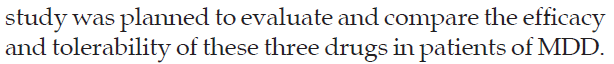 study was planned to evaluate and compare the efficacy
and tolerability of these three drugs in patients of MDD.